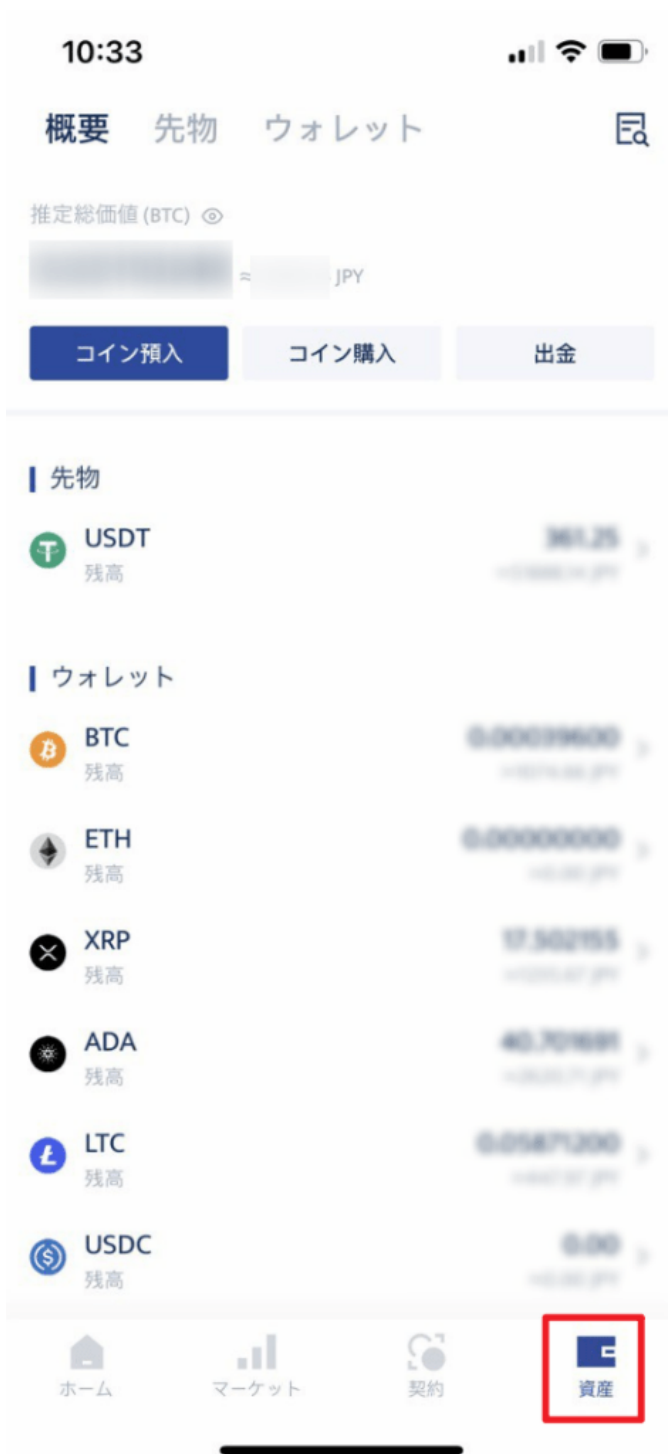 10:33
概要 先物 ウォレット
推定総価値 (BTC)
≈ JPY
コイン預入 コイン購入 出金
先物
USDT
残高
ウォレット
BTC
残高
ETH
残高
XRP
残高
ADA
残高
LTC
残高
USDC
残高
ホーム マーケット 契約 資産